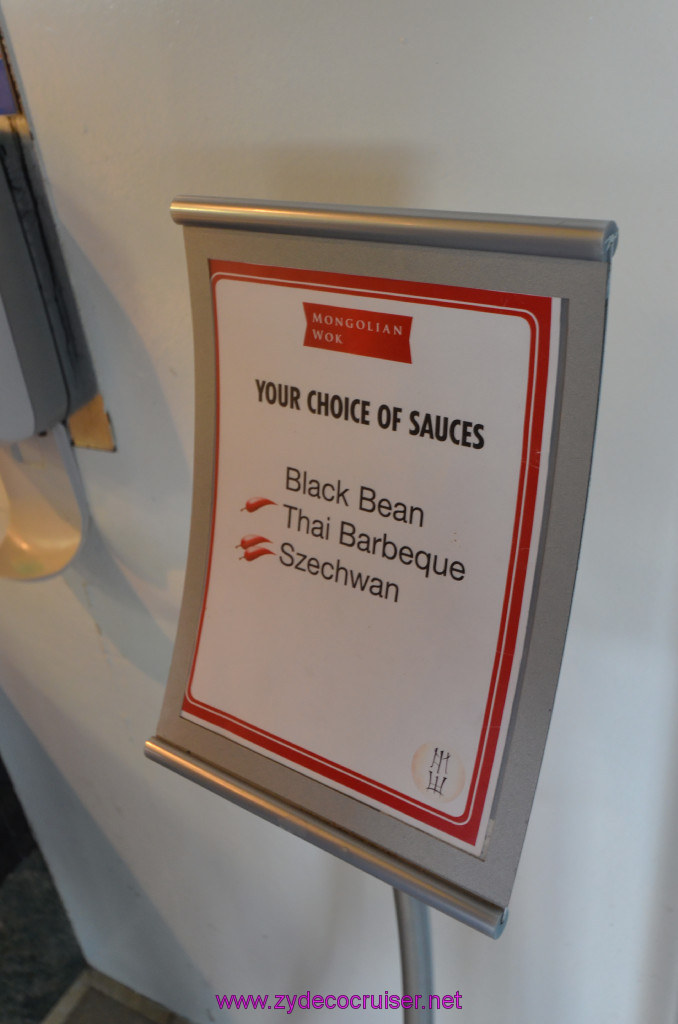 MONGOLIAN
WOK
YOUR CHOICE OF SAUCES
Black Bean
Thai Barbeque
Szechwan
www.zydecocruiser.net